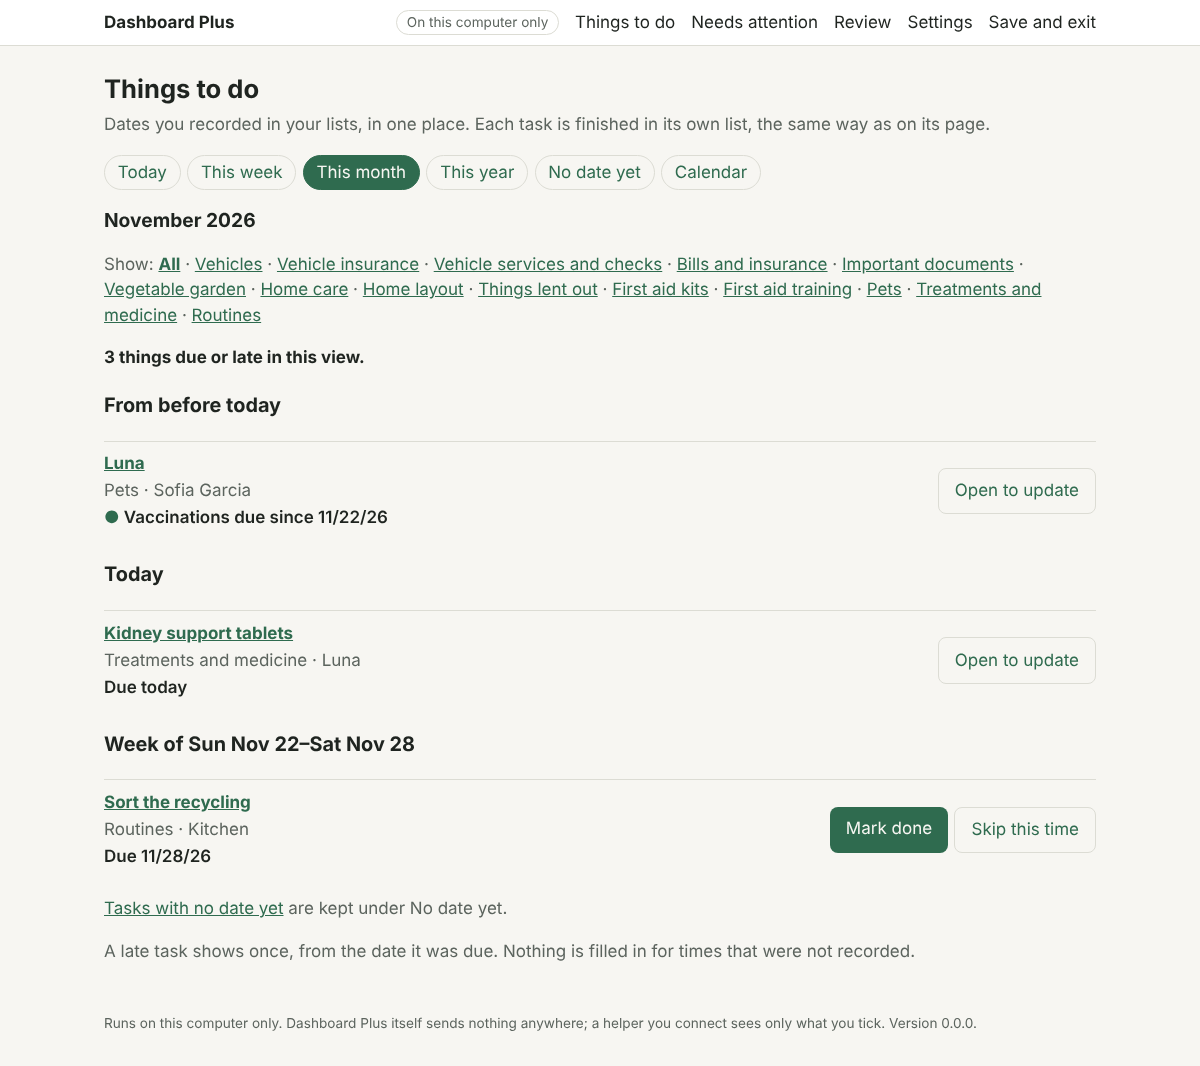 Dashboard Plus
On this computer only
Things to do
Needs attention
Review
Settings
Save and exit
Things to do
Dates you recorded in your lists, in one place. Each task is finished in its own list, the same way as on its page.
Today
This week
This month
This year
No date yet
Calendar
November 2026
Show: All · Vehicles · Vehicle insurance · Vehicle services and checks · Bills and insurance · Important documents ·
Vegetable garden · Home care · Home layout · Things lent out · First aid kits · First aid training · Pets · Treatments and
medicine · Routines
3 things due or late in this view.
From before today
Luna
Pets · Sofia Garcia
Vaccinations due since 11/22/26
Open to update
Today
Kidney support tablets
Treatments and medicine · Luna
Due today
Open to update
Week of Sun Nov 22–Sat Nov 28
Sort the recycling
Routines · Kitchen
Due 11/28/26
Mark done
Skip this time
Tasks with no date yet are kept under No date yet.
A late task shows once, from the date it was due. Nothing is filled in for times that were not recorded.
Runs on this computer only. Dashboard Plus itself sends nothing anywhere; a helper you connect sees only what you tick. Version 0.0.0.